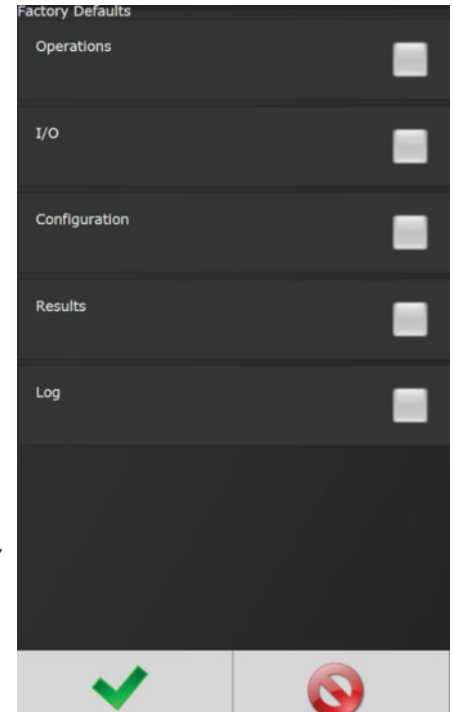 Factory Defaults
Operations
I/O
Configuration
Results
Log